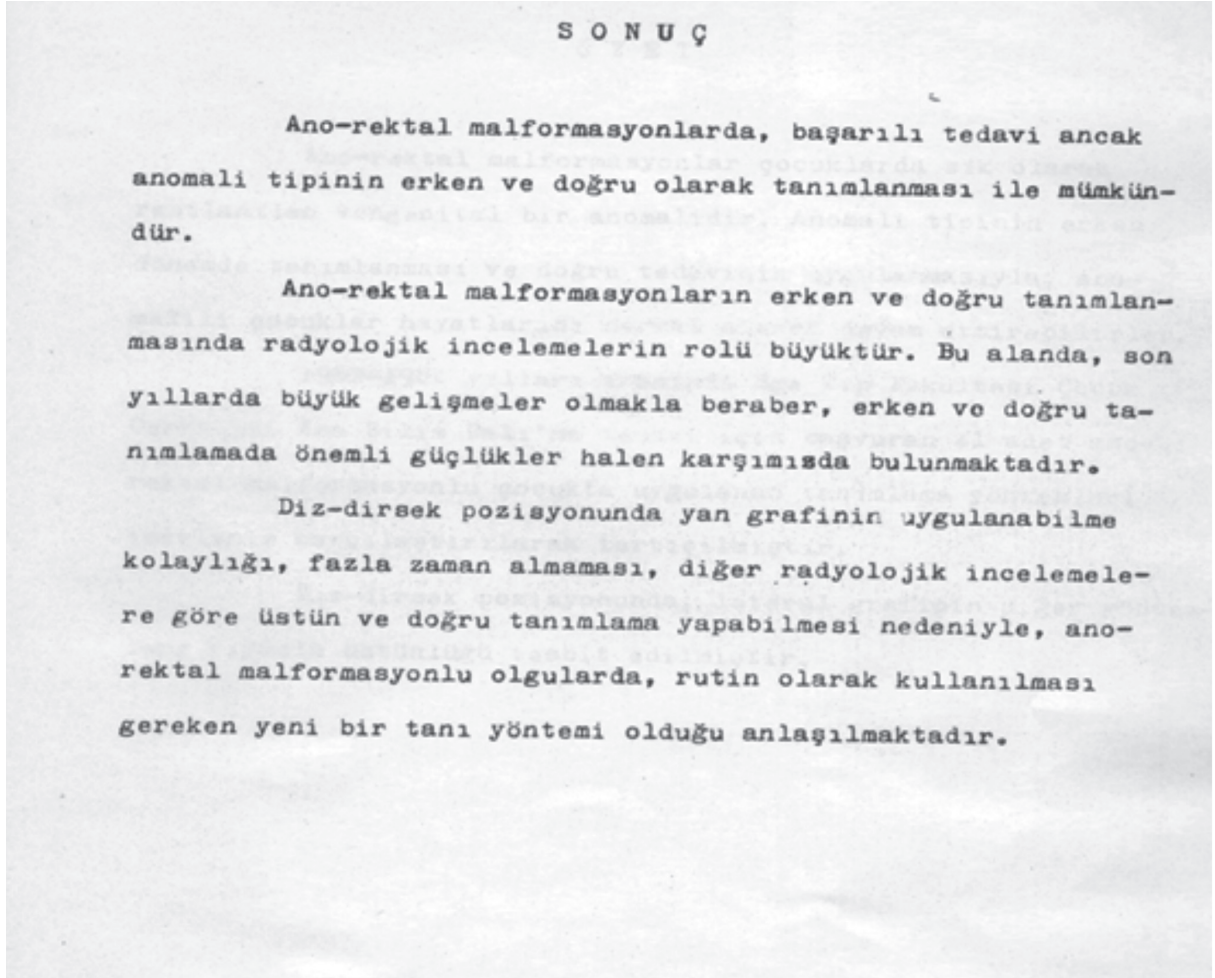 S O N U Ç
Ano-rektal malformasyonlarda, başarılı tedavi ancak
anomali tipinin erken ve doğru olarak tanımlanması ile mümkün-
dür.
Ano-rektal malformasyonların erken ve doğru tanımlan-
masında radyolojik incelemelerin rolü büyüktür. Bu alanda, son
yıllarda büyük gelişmeler olmakla beraber, erken ve doğru ta-
nımlamada önemli güçlükler halen karşımızda bulunmaktadır.
Diz-dirsek pozisyonunda yan grafinin uygulanabilme
kolaylığı, fazla zaman almaması, diğer radyolojik incelemele-
re göre üstün ve doğru tanımlama yapabilmesi nedeniyle, ano-
rektal malformasyonlu olgularda, rutin olarak kullanılması
gereken yeni bir tanı yöntemi olduğu anlaşılmaktadır.